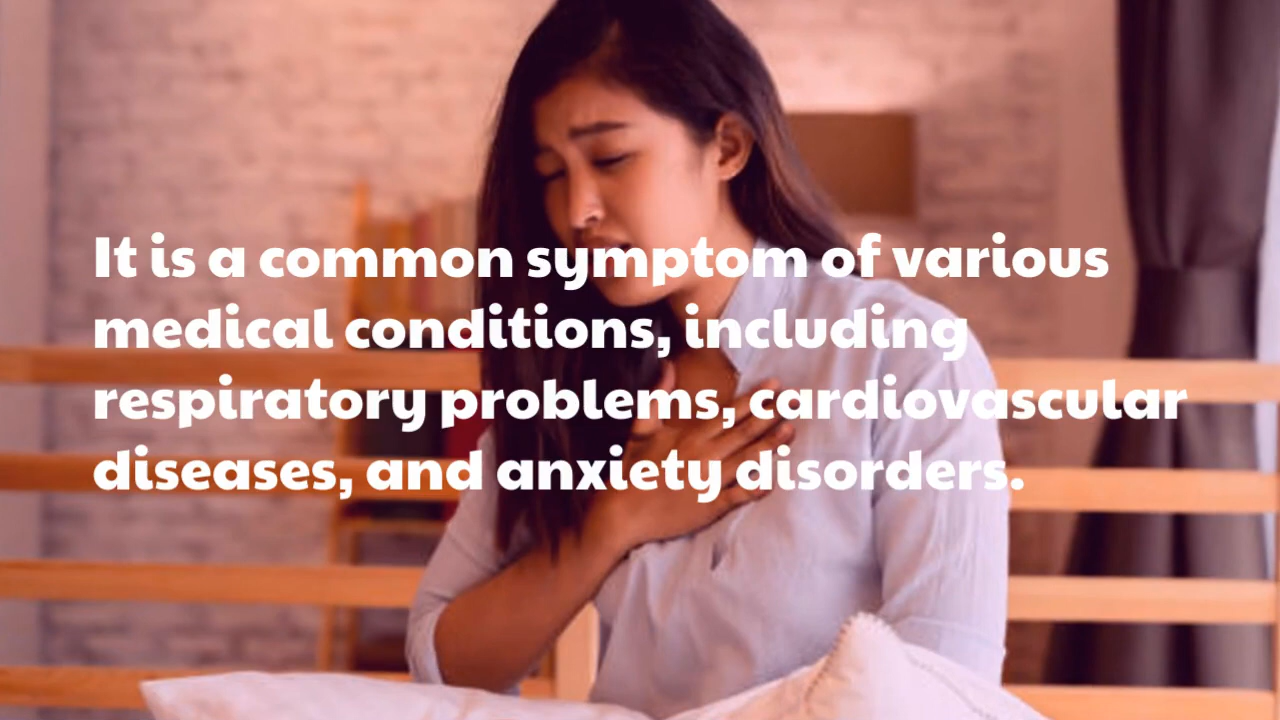 It is a common symptom of various
medical conditions, including
respiratory problems, cardiovascular
diseases, and anxiety disorders.